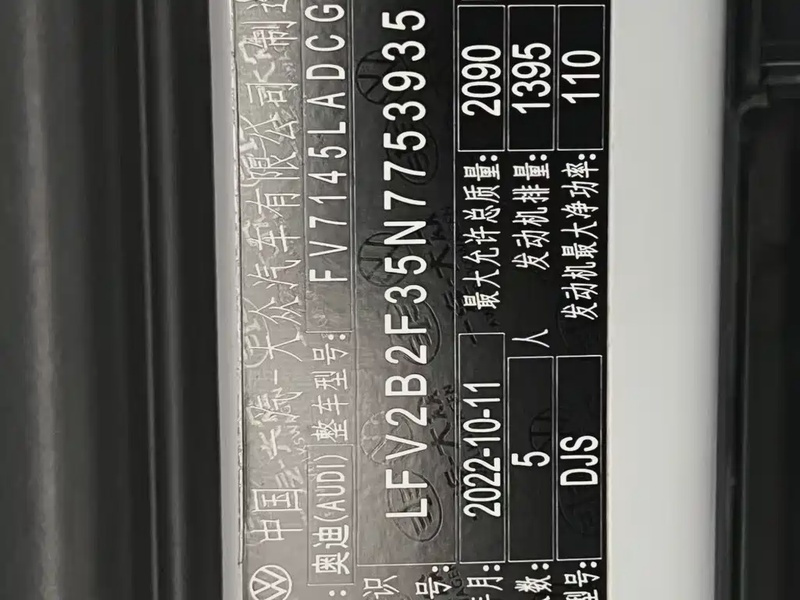 中国 一汽 一大众汽车有限公司制造
: 奥迪(AUDI) 整车型号: FV7145LADCG
识
号: LFV2B2F35N7753935
年月: 2022-10-11 最大允许总质量: 2090
数: 5 人 发动机排量: 1395
型号: DJS 发动机最大净功率: 110